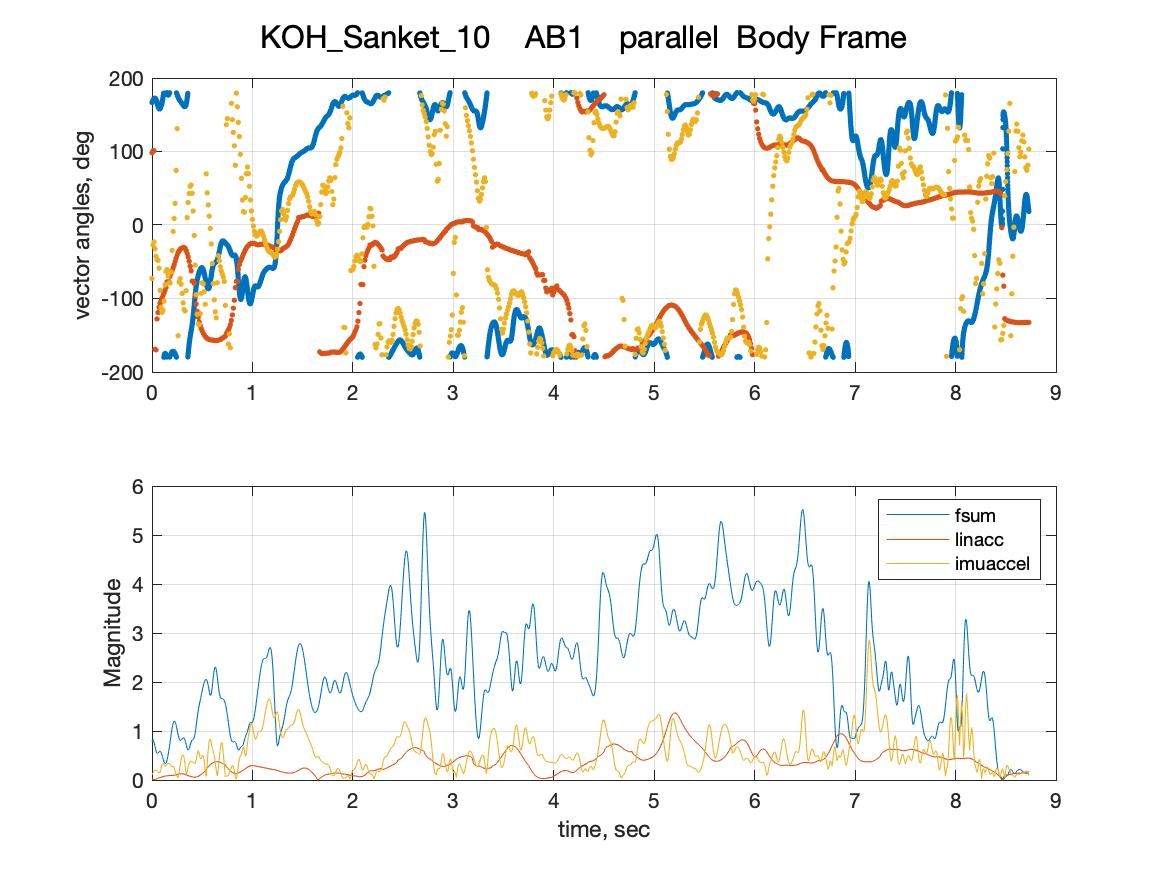 KOH_Sanket_10 AB1 parallel Body Frame
200
100
0
-100
-200
vector angles, deg
0 1 2 3 4 5 6 7 8 9
6
5
4
3
2
1
0
Magnitude
fsum
linacc
imuaccel
0 1 2 3 4 5 6 7 8 9
time, sec